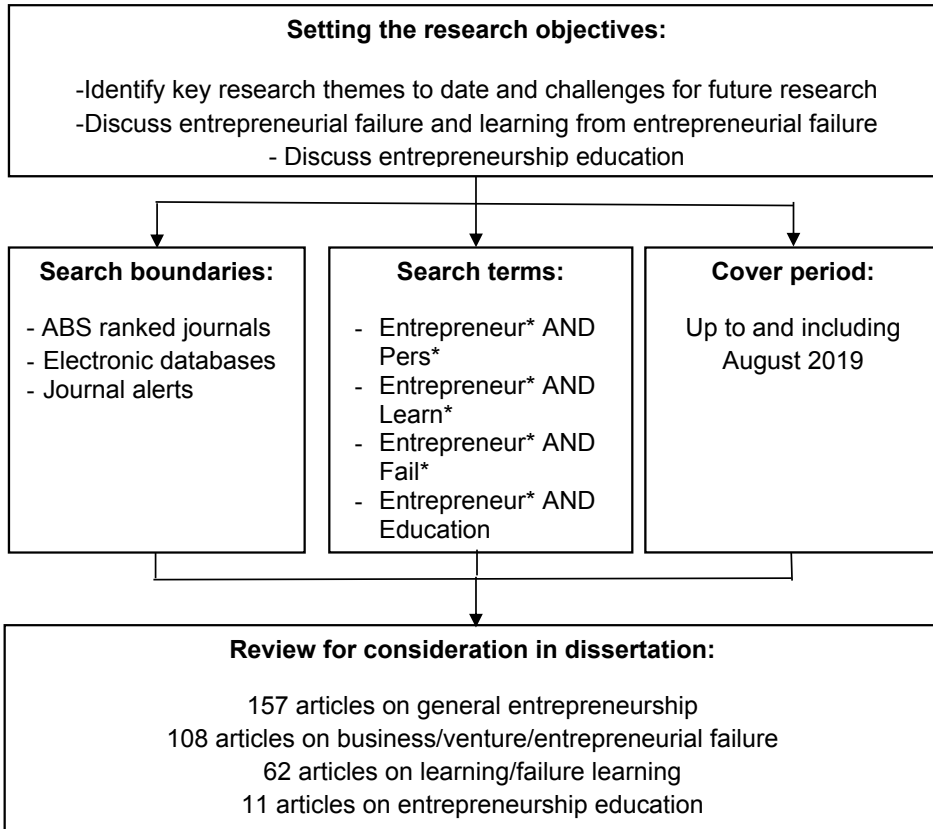 Setting the research objectives:
-Identify key research themes to date and challenges for future research
-Discuss entrepreneurial failure and learning from entrepreneurial failure
- Discuss entrepreneurship education
Search boundaries:
- ABS ranked journals
- Electronic databases
- Journal alerts
Search terms:
- Entrepreneur* AND
Pers*
- Entrepreneur* AND
Learn*
- Entrepreneur* AND
Fail*
- Entrepreneur* AND
Education
Cover period:
Up to and including
August 2019
Review for consideration in dissertation:
157 articles on general entrepreneurship
108 articles on business/venture/entrepreneurial failure
62 articles on learning/failure learning
11 articles on entrepreneurship education